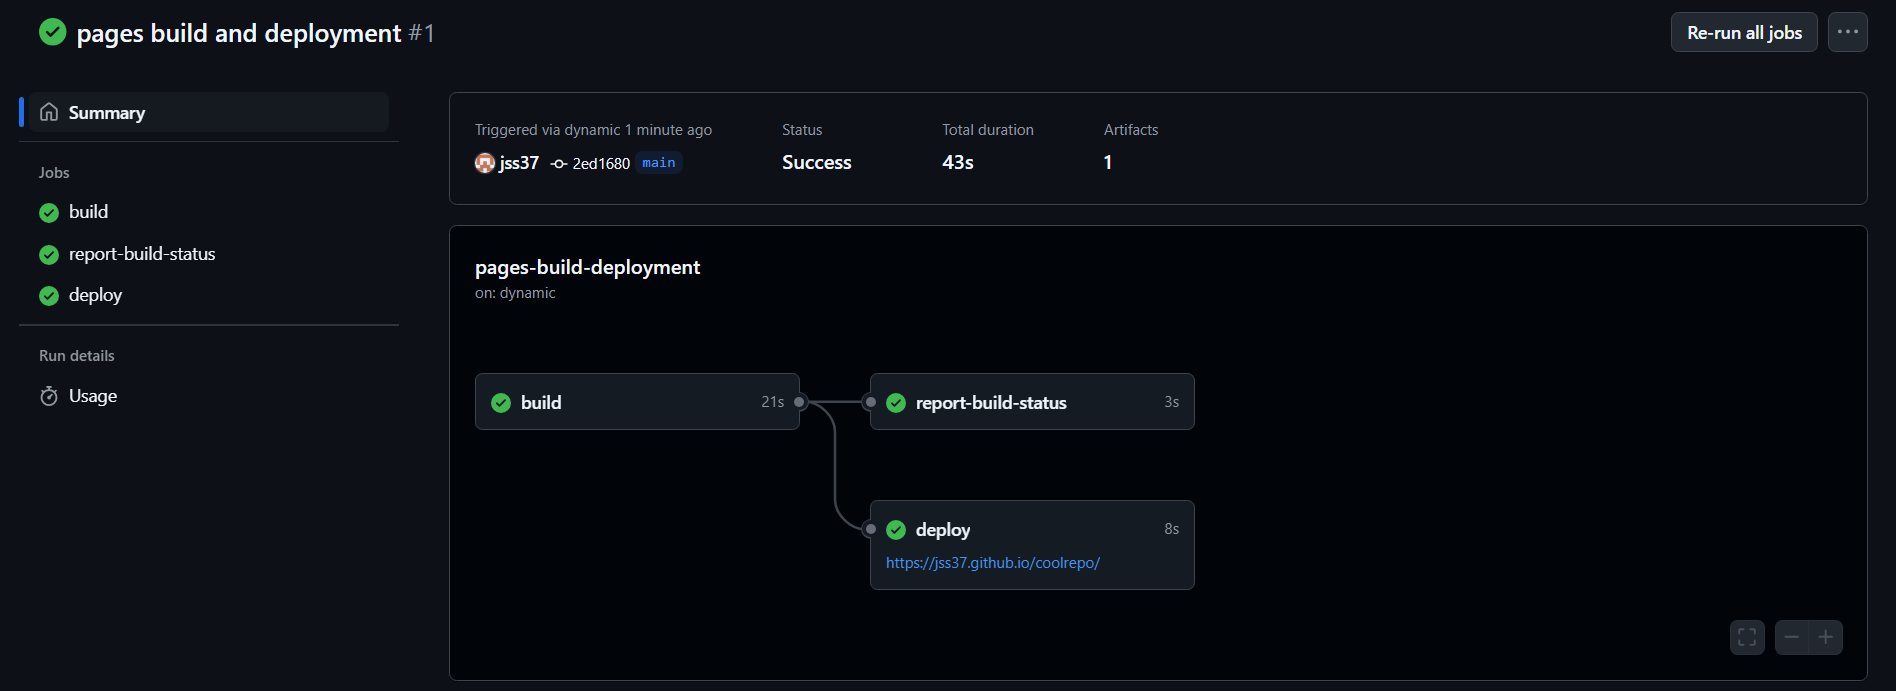 pages build and deployment #1
Re-run all jobs
Summary
Jobs
build
report-build-status
deploy
Run details
Usage
Triggered via dynamic 1 minute ago
jss37 2ed1680 main
Status
Success
Total duration
43s
Artifacts
1
pages-build-deployment
on: dynamic
build 21s
report-build-status 3s
deploy 8s
https://jss37.github.io/coolrepo/